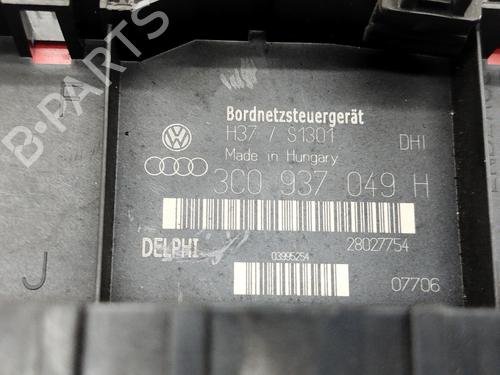 Bordnetzsteuergerät
H37 / S1301 DHI
Made in Hungary
3C0 937 049 H
DELPHI 28027754
03995254
07706
J
B-PARTS